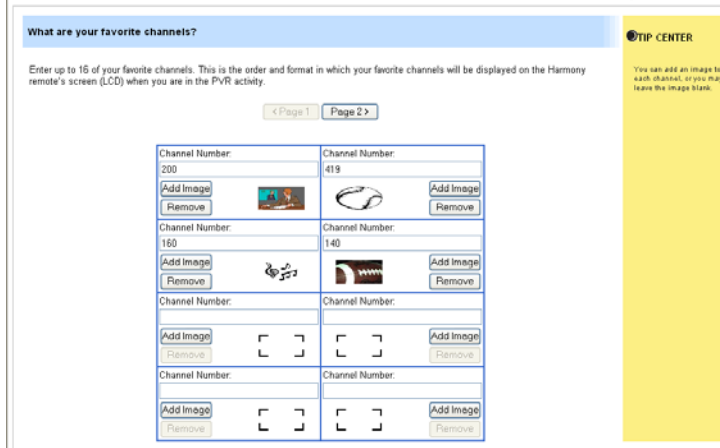 What are your favorite channels?
TIP CENTER
Enter up to 16 of your favorite channels. This is the order and format in which your favorite channels will be displayed on the Harmony
remote's screen (LCD) when you are in the PVR activity.
You can add an image to
each channel, or you may
leave the image blank.
< Page 1 Page 2 >
Channel Number: Channel Number:
200 419
Add Image Add Image
Remove Remove
Channel Number: Channel Number:
160 140
Add Image Add Image
Remove Remove
Channel Number: Channel Number:
Add Image Add Image
Remove Remove
Channel Number: Channel Number:
Add Image Add Image
Remove Remove